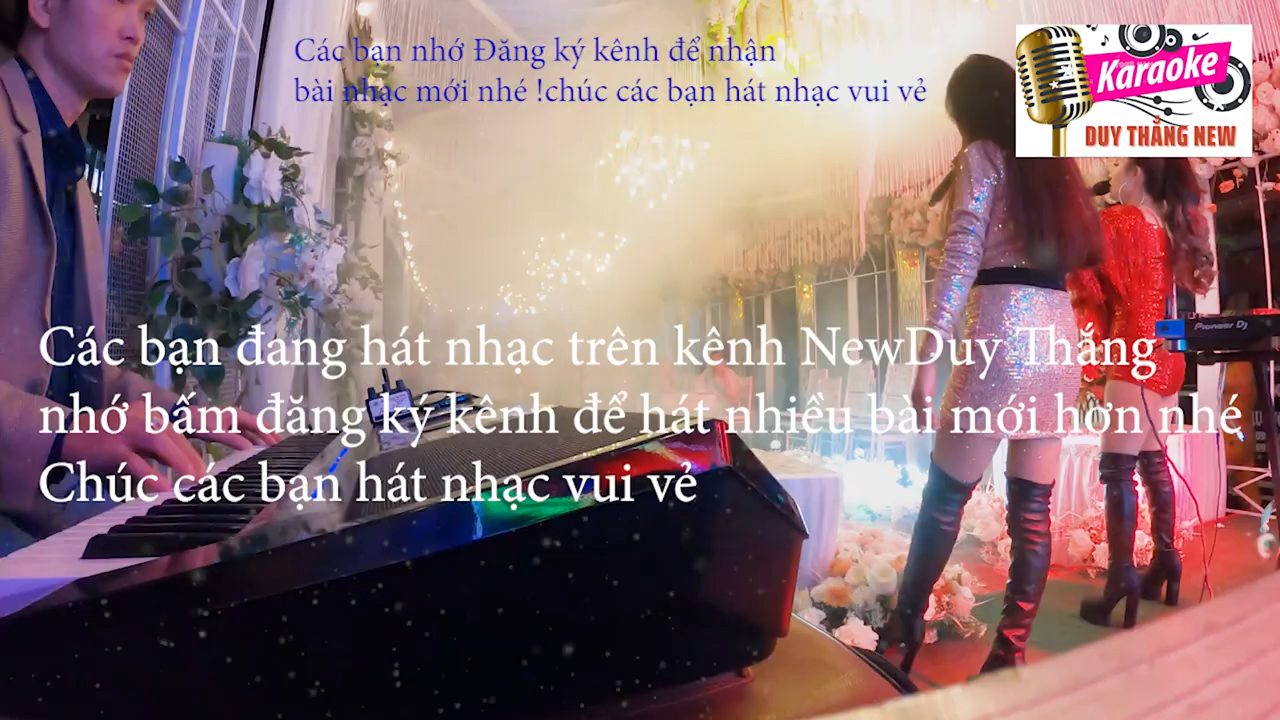 Các bạn nhớ Đăng ký kênh để nhận
bài nhạc mới nhé !chúc các bạn hát nhạc vui vẻ
Karaoke
DUY THẮNG NEW
Pioneer Dj
Các bạn đang hát nhạc trên kênh NewDuy Thắng
nhớ bấm đăng ký kênh để hát nhiều bài mới hơn nhé
Chúc các bạn hát nhạc vui vẻ